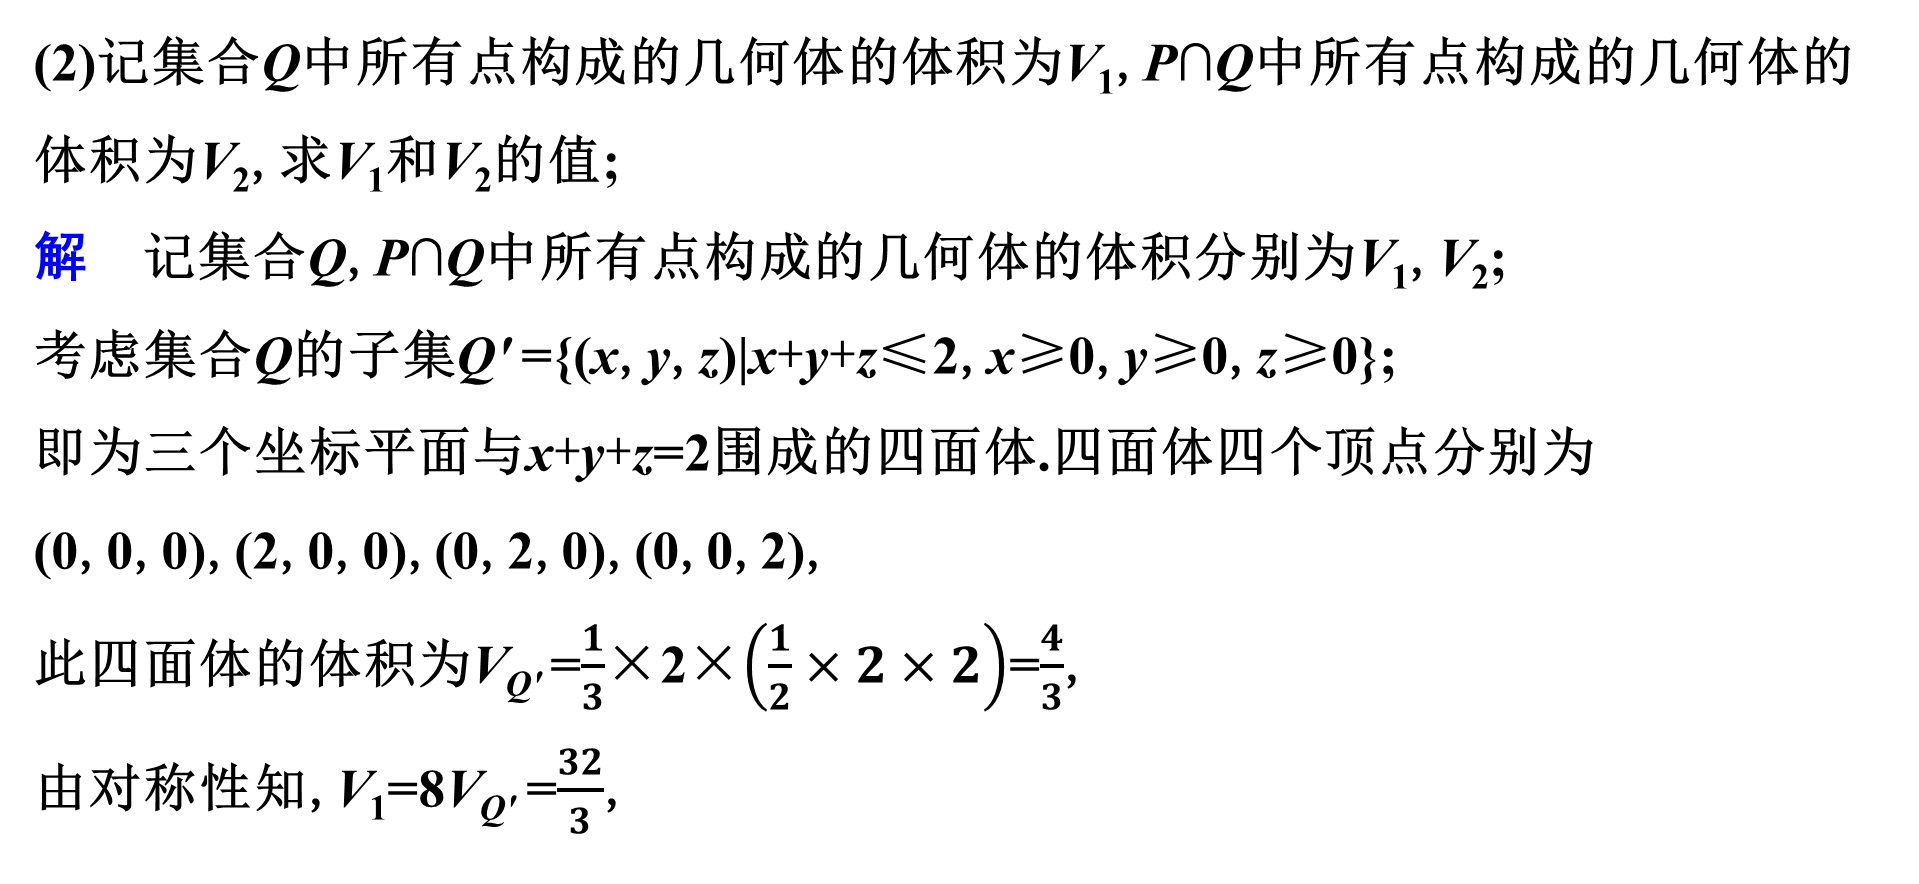 (2)记集合Q中所有点构成的几何体的体积为V₁, P∩Q中所有点构成的几何体的
体积为V₂, 求V₁和V₂的值;
解 记集合Q, P∩Q中所有点构成的几何体的体积分别为V₁, V₂;
考虑集合Q的子集Q′={(x, y, z)|x+y+z≤2, x≥0, y≥0, z≥0};
即为三个坐标平面与x+y+z=2围成的四面体.四面体四个顶点分别为
(0, 0, 0), (2, 0, 0), (0, 2, 0), (0, 0, 2),
此四面体的体积为V_{Q′}=\frac{1}{3}×2×(\frac{1}{2}×2×2)=\frac{4}{3},
由对称性知, V₁=8V_{Q′}=\frac{32}{3},